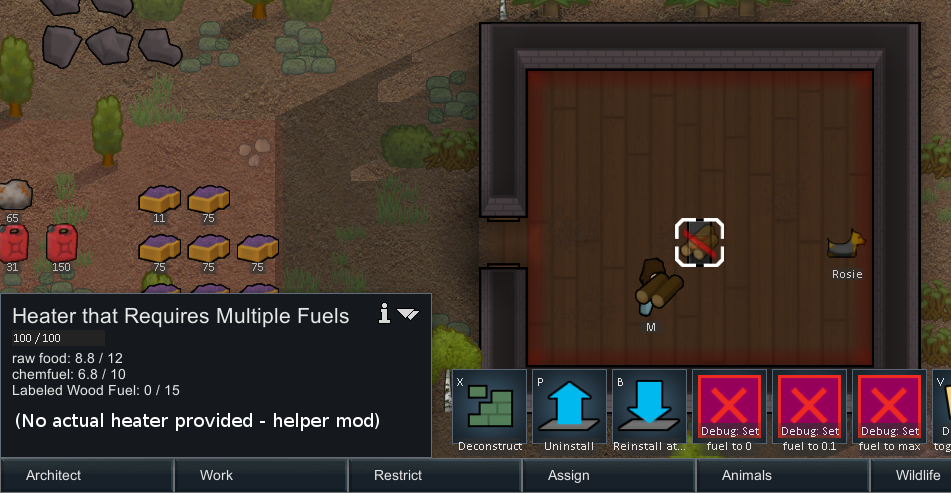 65
11
75
31
150
75
75
75
Rosie
M
Heater that Requires Multiple Fuels
100 / 100
raw food: 8.8 / 12
chemfuel: 6.8 / 10
Labeled Wood Fuel: 0 / 15
(No actual heater provided - helper mod)
X
Deconstruct
P
Uninstall
B
Reinstall at...
Debug: Set
fuel to 0
Debug: Set
fuel to 0.1
Debug: Set
fuel to max
V
D
tog
Architect
Work
Restrict
Assign
Animals
Wildlife